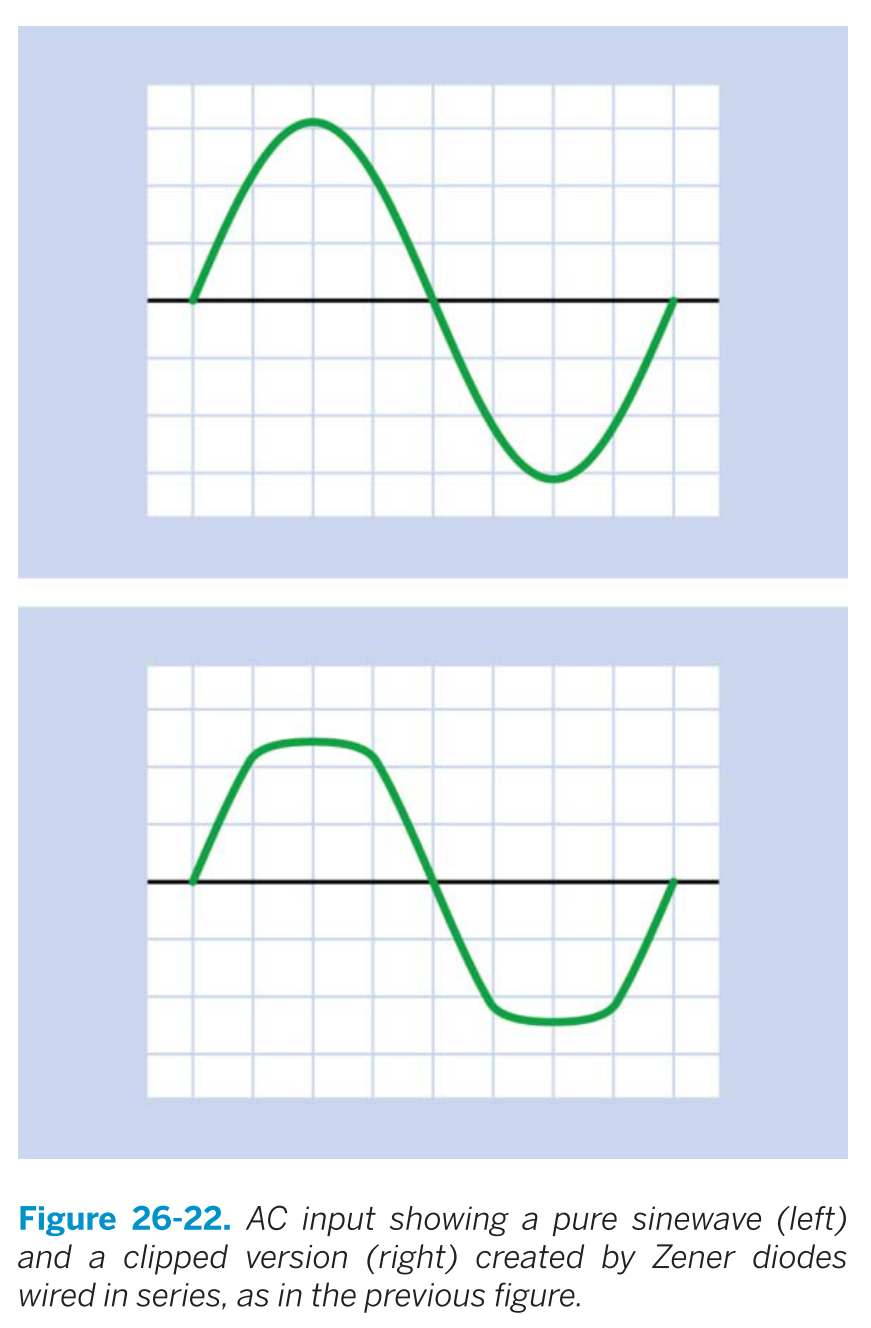 Figure 26-22. AC input showing a pure sinewave (left)
and a clipped version (right) created by Zener diodes
wired in series, as in the previous figure.